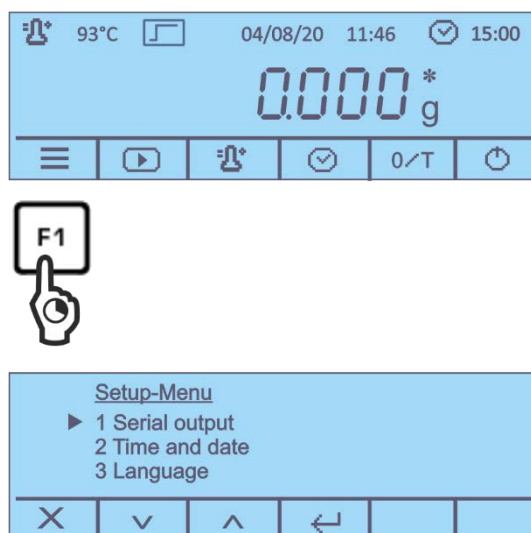 93°C 04/08/20 11:46 15:00
0.000 * g
0/T
F1
Setup-Menu
1 Serial output
2 Time and date
3 Language